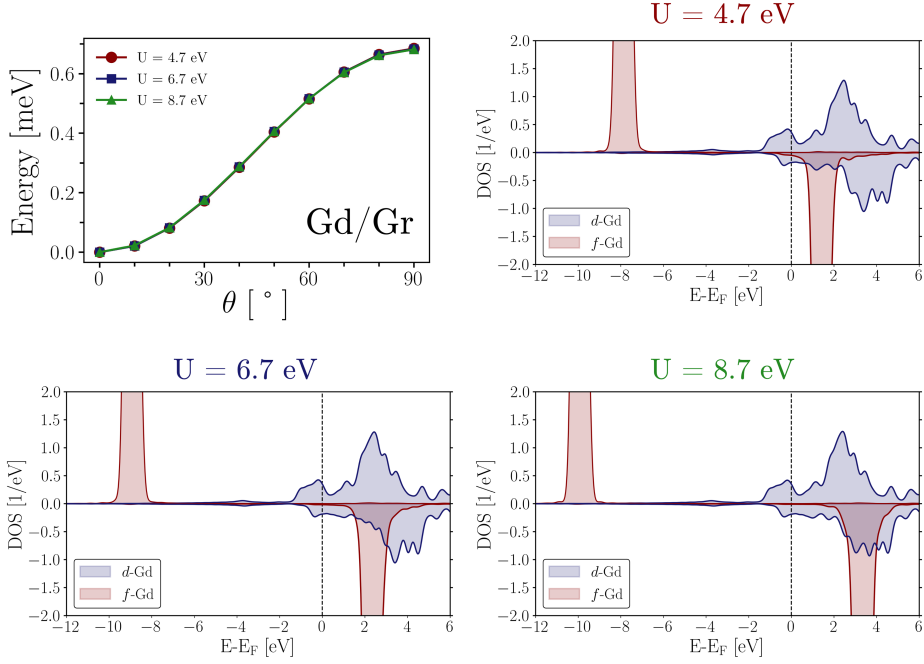 U = 4.7 eV
U = 6.7 eV
U = 8.7 eV
Gd/Gr
Energy [meV]
0.6
0.4
0.2
0.0
0 30 60 90
θ [ ° ]
U = 4.7 eV
DOS [1/eV]
2.0
1.5
1.0
0.5
0.0
−0.5
−1.0
−1.5
−2.0
d-Gd
f-Gd
−12 −10 −8 −6 −4 −2 0 2 4 6
E-E_F [eV]
U = 6.7 eV
DOS [1/eV]
2.0
1.5
1.0
0.5
0.0
−0.5
−1.0
−1.5
−2.0
d-Gd
f-Gd
−12 −10 −8 −6 −4 −2 0 2 4 6
E-E_F [eV]
U = 8.7 eV
DOS [1/eV]
2.0
1.5
1.0
0.5
0.0
−0.5
−1.0
−1.5
−2.0
d-Gd
f-Gd
−12 −10 −8 −6 −4 −2 0 2 4 6
E-E_F [eV]